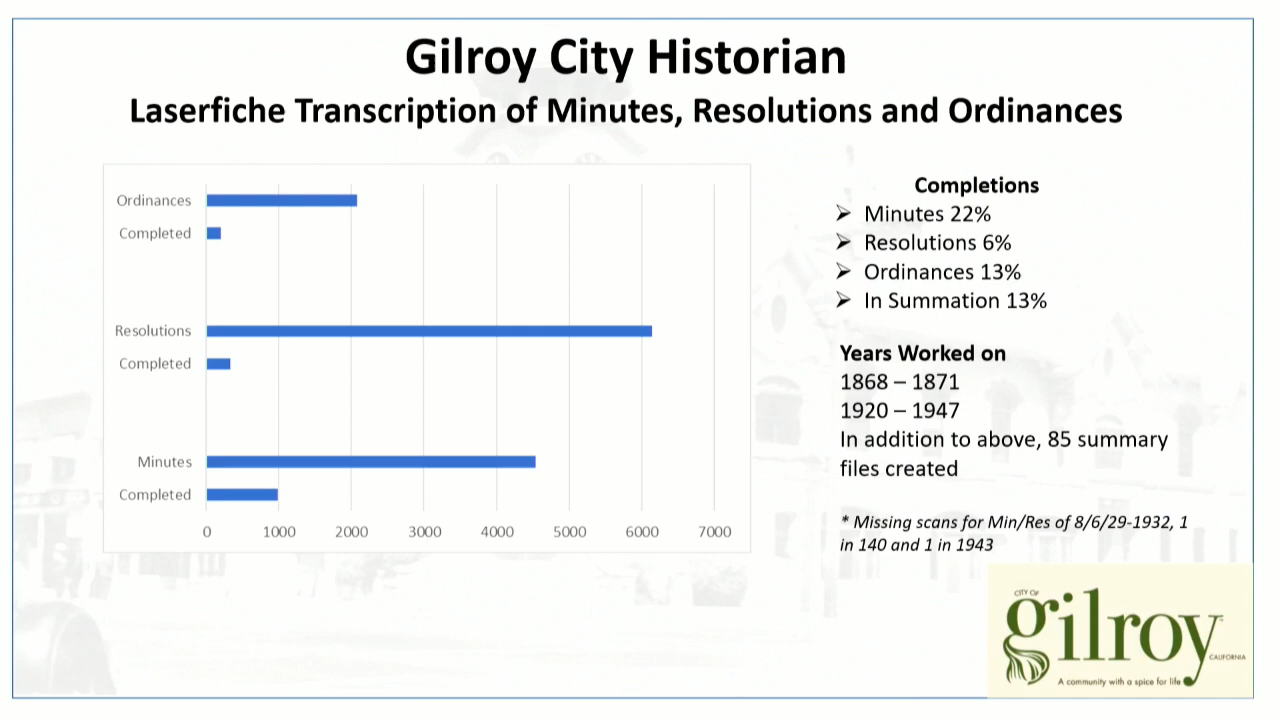 Gilroy City Historian
Laserfiche Transcription of Minutes, Resolutions and Ordinances
Ordinances
Completed
Resolutions
Completed
Minutes
Completed
0 1000 2000 3000 4000 5000 6000 7000
Completions
➢ Minutes 22%
➢ Resolutions 6%
➢ Ordinances 13%
➢ In Summation 13%
Years Worked on
1868 – 1871
1920 – 1947
In addition to above, 85 summary
files created
* Missing scans for Min/Res of 8/6/29-1932, 1
in 140 and 1 in 1943
CITY OF
gilroy
CALIFORNIA
A community with a spice for life